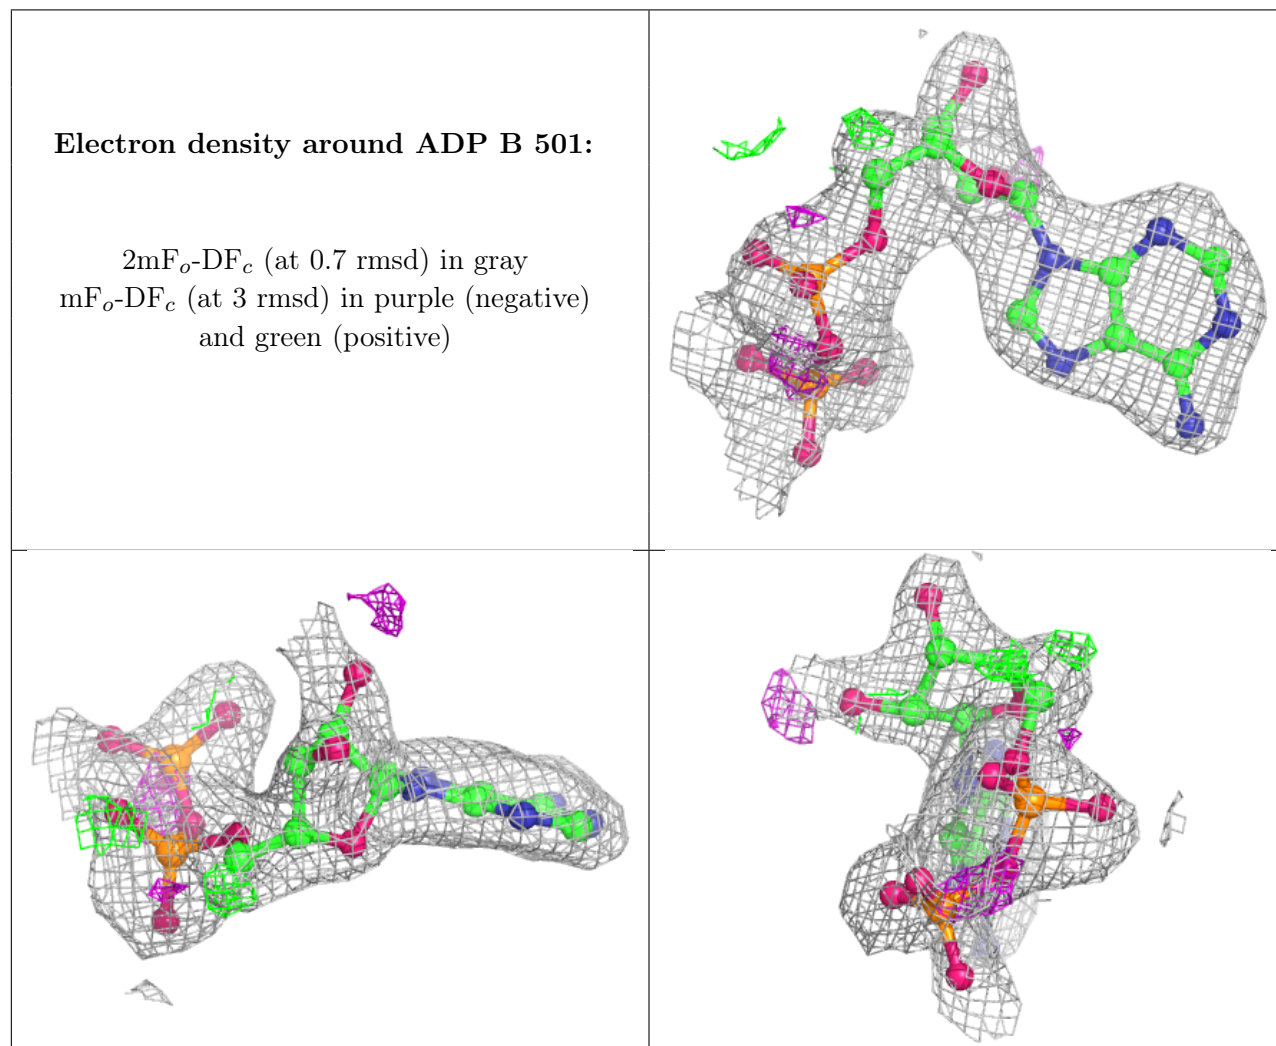 Electron density around ADP B 501:
2mFo-DFc (at 0.7 rmsd) in gray
mFo-DFc (at 3 rmsd) in purple (negative)
and green (positive)